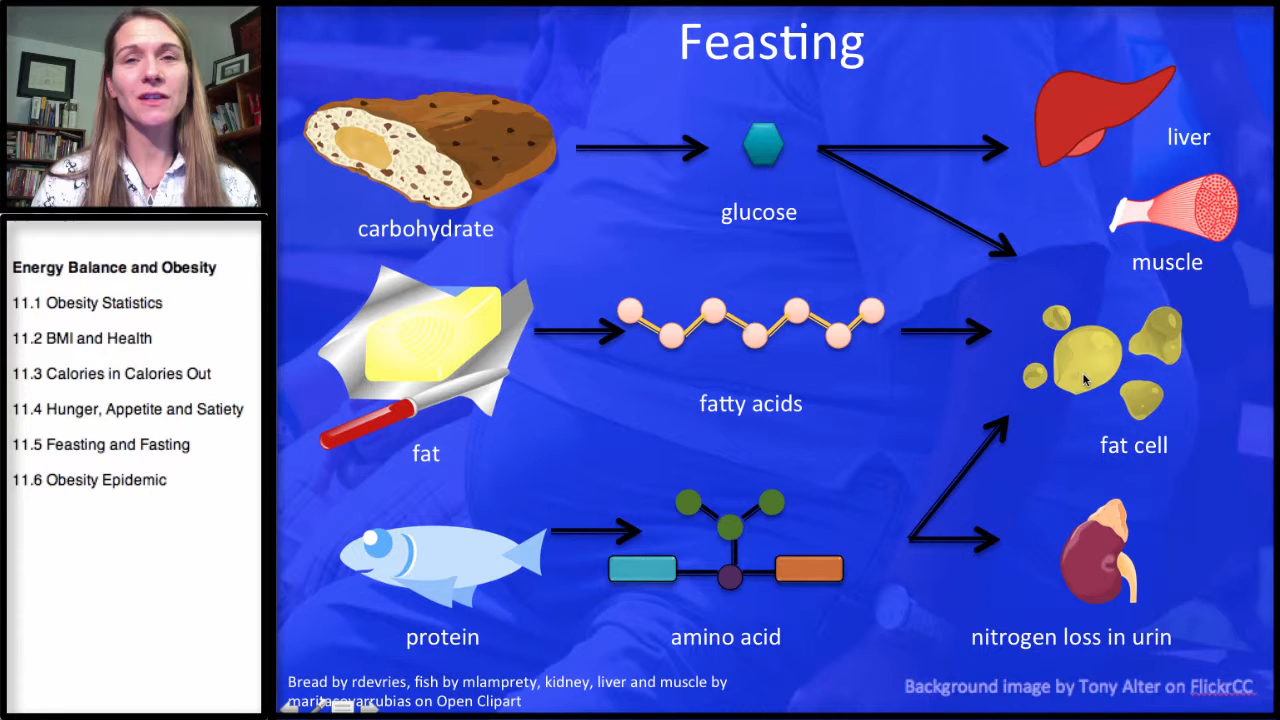 Feasting
carbohydrate
glucose
liver
muscle
fat
fatty acids
fat cell
protein
amino acid
nitrogen loss in urin
Bread by rdevries, fish by mlamprety, kidney, liver and muscle by
maritacovarrubias on Open Clipart
Background image by Tony Alter on FlickrCC
Energy Balance and Obesity
11.1 Obesity Statistics
11.2 BMI and Health
11.3 Calories in Calories Out
11.4 Hunger, Appetite and Satiety
11.5 Feasting and Fasting
11.6 Obesity Epidemic